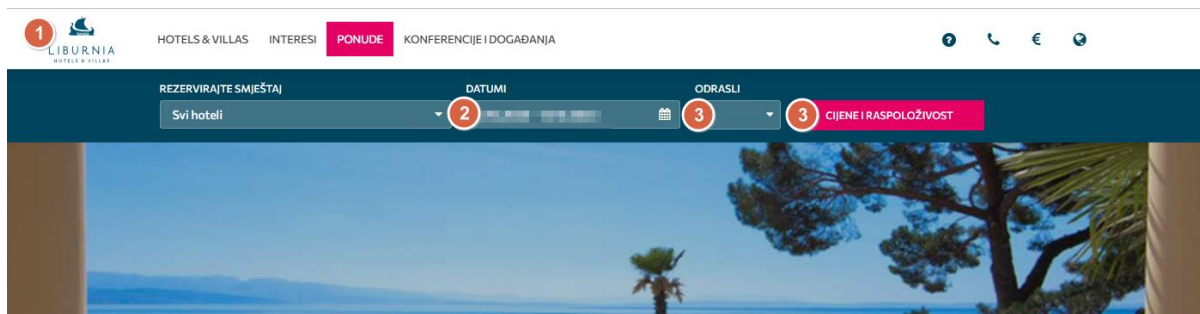 1
LIBURNIA
HOTELS & VILLAS
HOTELS & VILLAS INTERESI PONUDE KONFERENCIJE I DOGAĐANJA ? €
REZERVIRAJTE SMJEŠTAJ DATUMI ODRASLI
Svi hoteli 2 3 3 CIJENE I RASPOLOŽIVOST